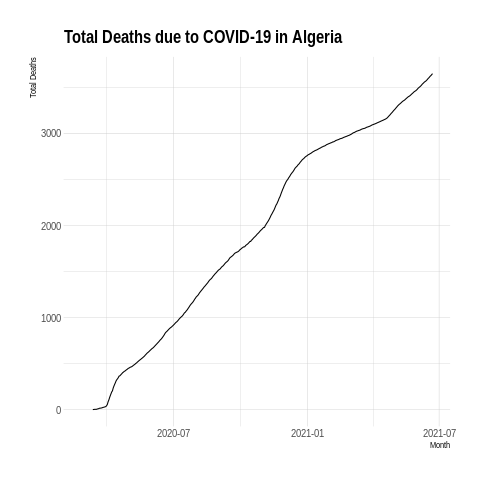 Total Deaths due to COVID-19 in Algeria
Total Deaths
3000
2000
1000
0
2020-07
2021-01
2021-07
Month